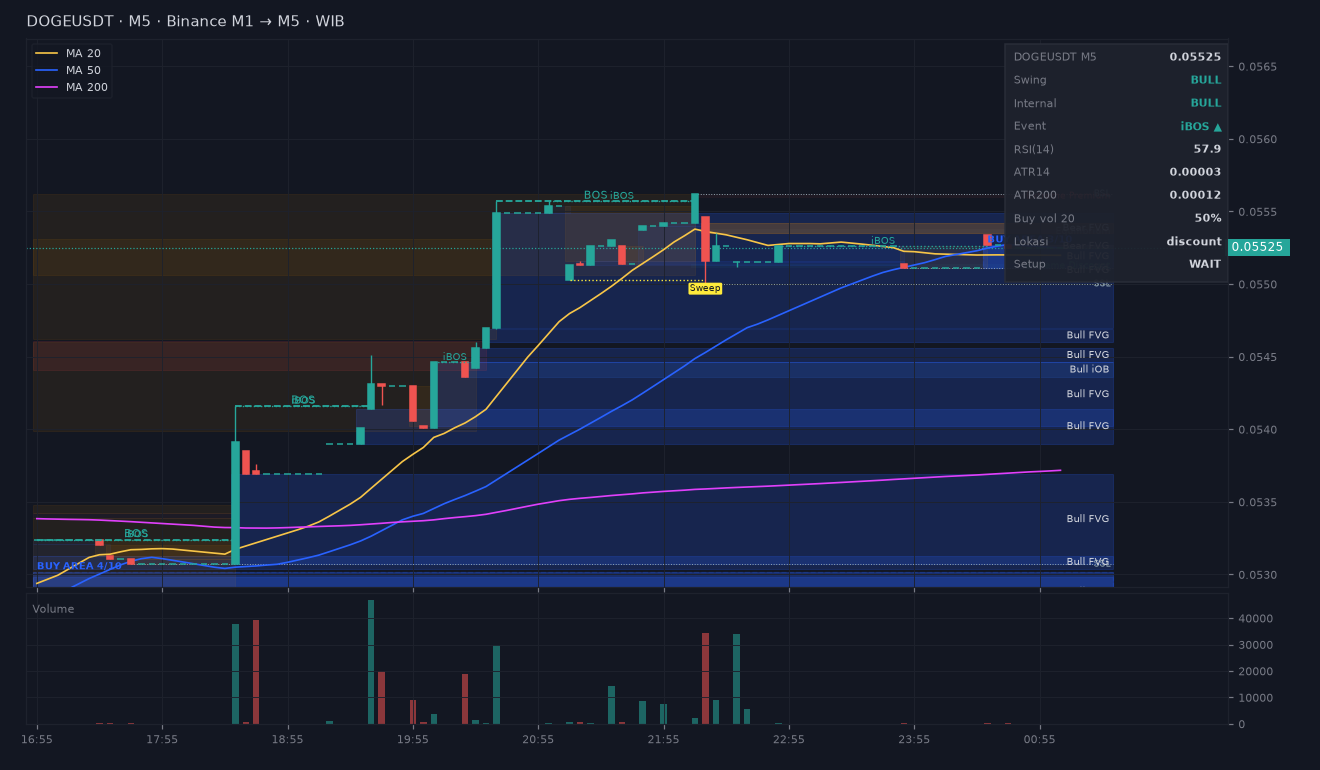 DOGEUSDT · M5 · Binance M1 → M5 · WIB
MA 20
MA 50
MA 200
DOGEUSDT M5 0.05525
Swing BULL
Internal BULL
Event iBOS ▲
RSI(14) 57.9
ATR14 0.00003
ATR200 0.00012
Buy vol 20 50%
Lokasi discount
Setup WAIT
0.0565
0.0560
0.0555
0.05525
0.0550
0.0545
0.0540
0.0535
0.0530
BOS iBOS
iBOS
BU
Sweep
SSL
Bull FVG
Bull FVG
iBOS
Bull iOB
Bull FVG
Bull FVG
Bull FVG
BUY AREA 4/10
Bull FVG
Volume
40000
30000
20000
10000
0
16:55 17:55 18:55 19:55 20:55 21:55 22:55 23:55 00:55